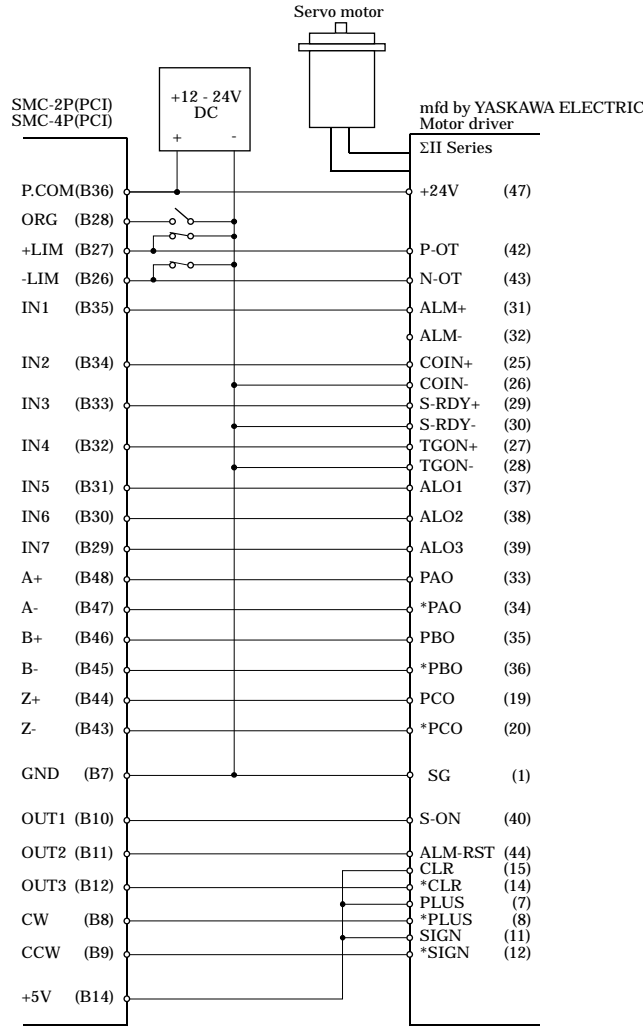 Servo motor
SMC-2P(PCI)
SMC-4P(PCI)
+12 - 24V
DC
+ -
mfd by YASKAWA ELECTRIC
Motor driver
ΣII Series
P.COM(B36) +24V (47)
ORG (B28)
+LIM (B27) P-OT (42)
-LIM (B26) N-OT (43)
IN1 (B35) ALM+ (31)
ALM- (32)
IN2 (B34) COIN+ (25)
COIN- (26)
IN3 (B33) S-RDY+ (29)
S-RDY- (30)
IN4 (B32) TGON+ (27)
TGON- (28)
IN5 (B31) ALO1 (37)
IN6 (B30) ALO2 (38)
IN7 (B29) ALO3 (39)
A+ (B48) PAO (33)
A- (B47) *PAO (34)
B+ (B46) PBO (35)
B- (B45) *PBO (36)
Z+ (B44) PCO (19)
Z- (B43) *PCO (20)
GND (B7) SG (1)
OUT1 (B10) S-ON (40)
OUT2 (B11) ALM-RST (44)
CLR (15)
OUT3 (B12) *CLR (14)
PLUS (7)
CW (B8) *PLUS (8)
SIGN (11)
CCW (B9) *SIGN (12)
+5V (B14)